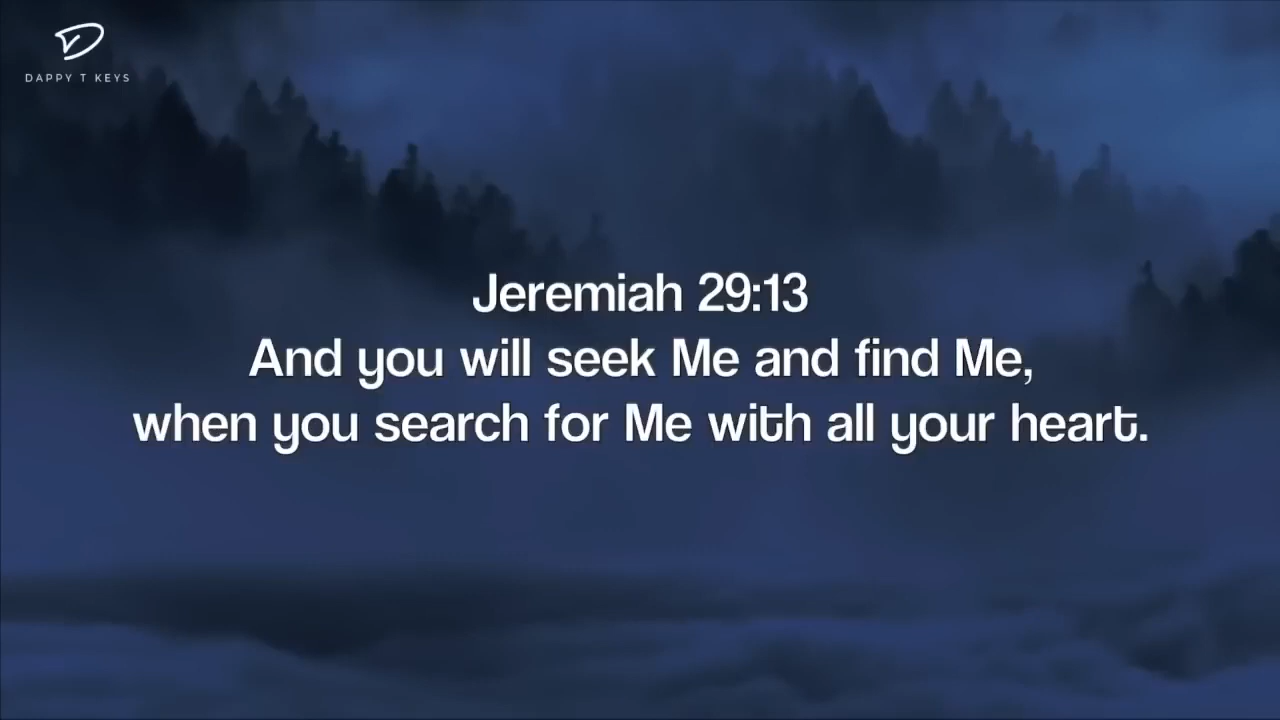 DAPPY T KEYS
Jeremiah 29:13
And you will seek Me and find Me,
when you search for Me with all your heart.